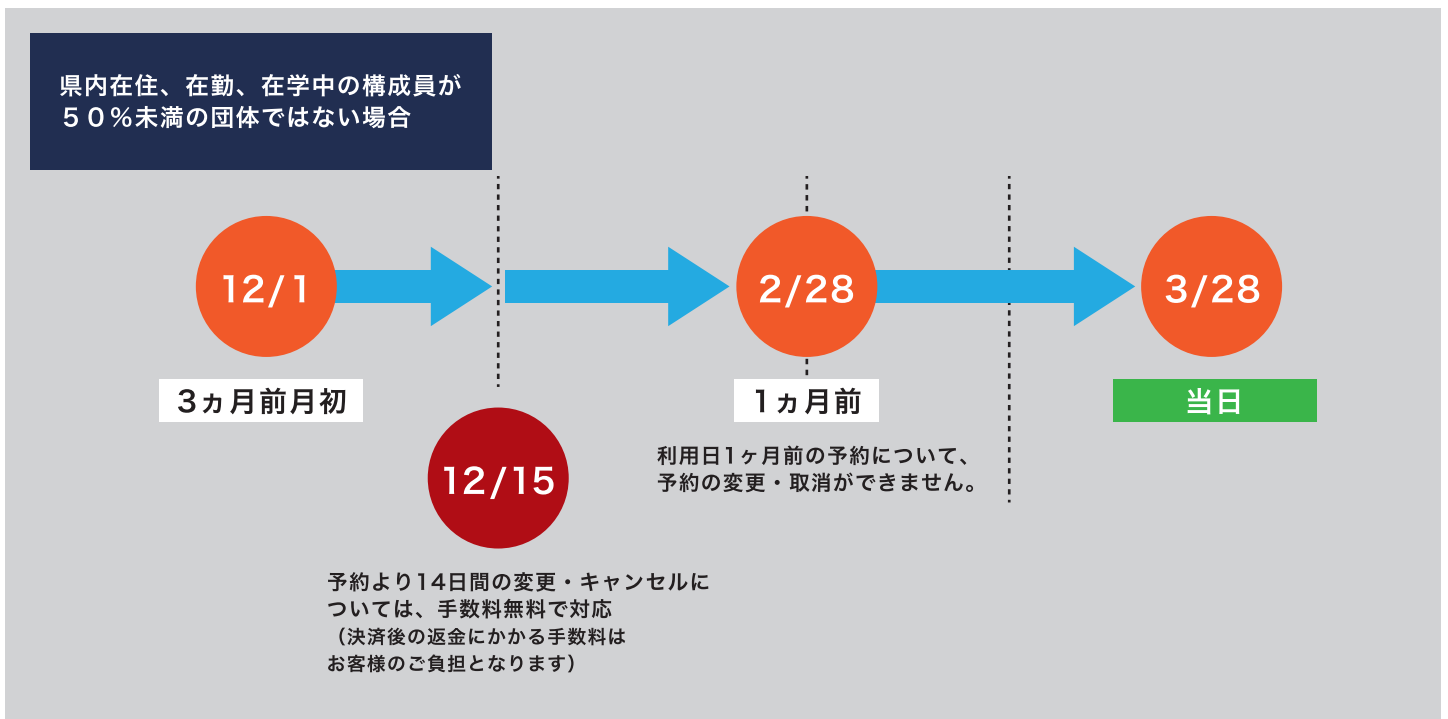 県内在住、在勤、在学中の構成員が
５０％未満の団体ではない場合
12/1
2/28
3/28
3ヵ月前月初
1ヵ月前
当日
12/15
利用日1ヶ月前の予約について、
予約の変更・取消ができません。
予約より14日間の変更・キャンセルに
ついては、手数料無料で対応
（決済後の返金にかかる手数料は
お客様のご負担となります）